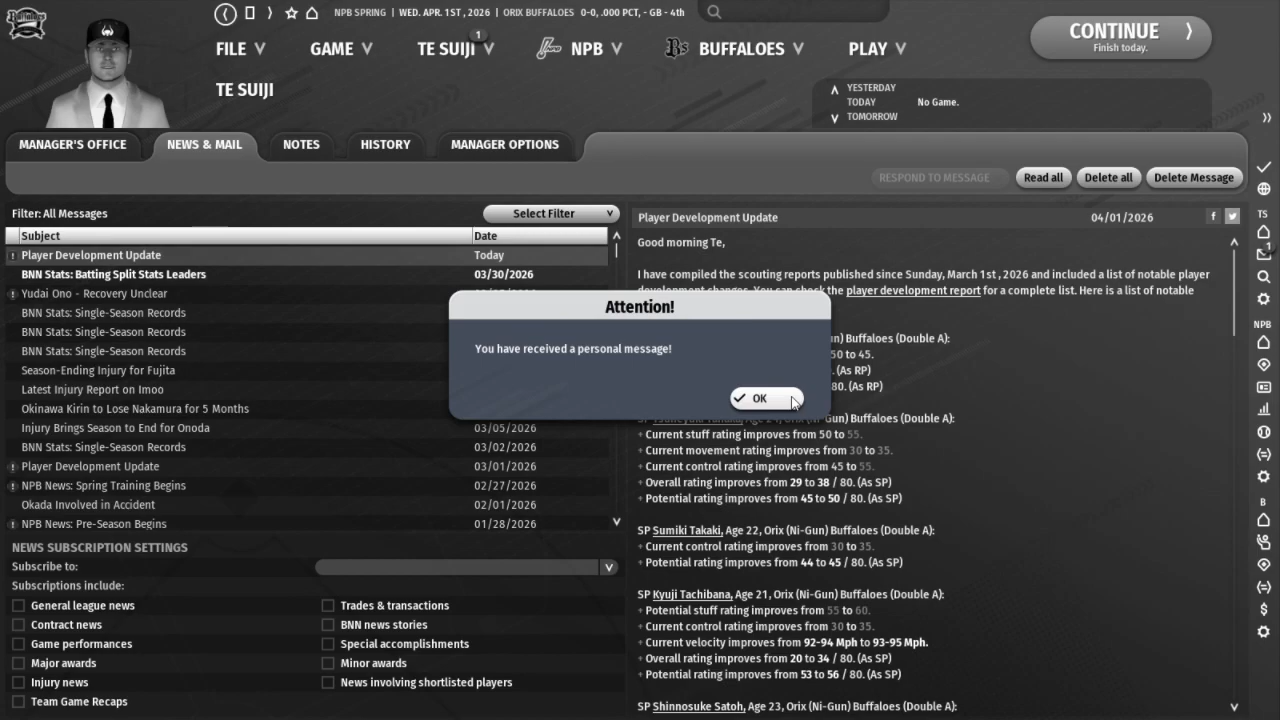 Buffaloes
NPB SPRING | WED. APR. 1ST , 2026 | ORIX BUFFALOES 0-0, .000 PCT, - GB - 4th
FILE
GAME
TE SUIJI
1
NPB
Bs
BUFFALOES
PLAY
CONTINUE
Finish today.
TE SUIJI
YESTERDAY
TODAY
No Game.
TOMORROW
MANAGER'S OFFICE
NEWS & MAIL
NOTES
HISTORY
MANAGER OPTIONS
RESPOND TO MESSAGE
Read all
Delete all
Delete Message
Filter: All Messages
Select Filter
Subject
Date
Player Development Update
Today
BNN Stats: Batting Split Stats Leaders
03/30/2026
Yudai Ono - Recovery Unclear
BNN Stats: Single-Season Records
BNN Stats: Single-Season Records
BNN Stats: Single-Season Records
Season-Ending Injury for Fujita
Latest Injury Report on Imoo
Okinawa Kirin to Lose Nakamura for 5 Months
Injury Brings Season to End for Onoda
03/05/2026
BNN Stats: Single-Season Records
03/02/2026
Player Development Update
03/01/2026
NPB News: Spring Training Begins
02/27/2026
Okada Involved in Accident
02/01/2026
NPB News: Pre-Season Begins
01/28/2026
NEWS SUBSCRIPTION SETTINGS
Subscribe to:
Subscriptions include:
General league news
Trades & transactions
Contract news
BNN news stories
Game performances
Special accomplishments
Major awards
Minor awards
Injury news
News involving shortlisted players
Team Game Recaps
Attention!
You have received a personal message!
OK
Player Development Update
04/01/2026
Good morning Te,
I have compiled the scouting reports published since Sunday, March 1st , 2026 and included a list of notable player
development changes. You can check the player development report for a complete list. Here is a list of notable
n) Buffaloes (Double A):
50 to 45.
(As RP)
80. (As RP)
Age 24, Orix (Ni-Gun) Buffaloes (Double A):
+ Current stuff rating improves from 50 to 55.
+ Current movement rating improves from 30 to 35.
+ Current control rating improves from 45 to 55.
+ Overall rating improves from 29 to 38 / 80. (As SP)
+ Potential rating improves from 45 to 50 / 80. (As SP)
SP Sumiki Takaki, Age 22, Orix (Ni-Gun) Buffaloes (Double A):
+ Current control rating improves from 30 to 35.
+ Potential rating improves from 44 to 45 / 80. (As SP)
SP Kyuji Tachibana, Age 21, Orix (Ni-Gun) Buffaloes (Double A):
+ Potential stuff rating improves from 55 to 60.
+ Current control rating improves from 30 to 35.
+ Current velocity improves from 92-94 Mph to 93-95 Mph.
+ Overall rating improves from 20 to 34 / 80. (As SP)
+ Potential rating improves from 53 to 56 / 80. (As SP)
SP Shinnosuke Satoh, Age 23, Orix (Ni-Gun) Buffaloes (Double A):
TS
1
NPB
B